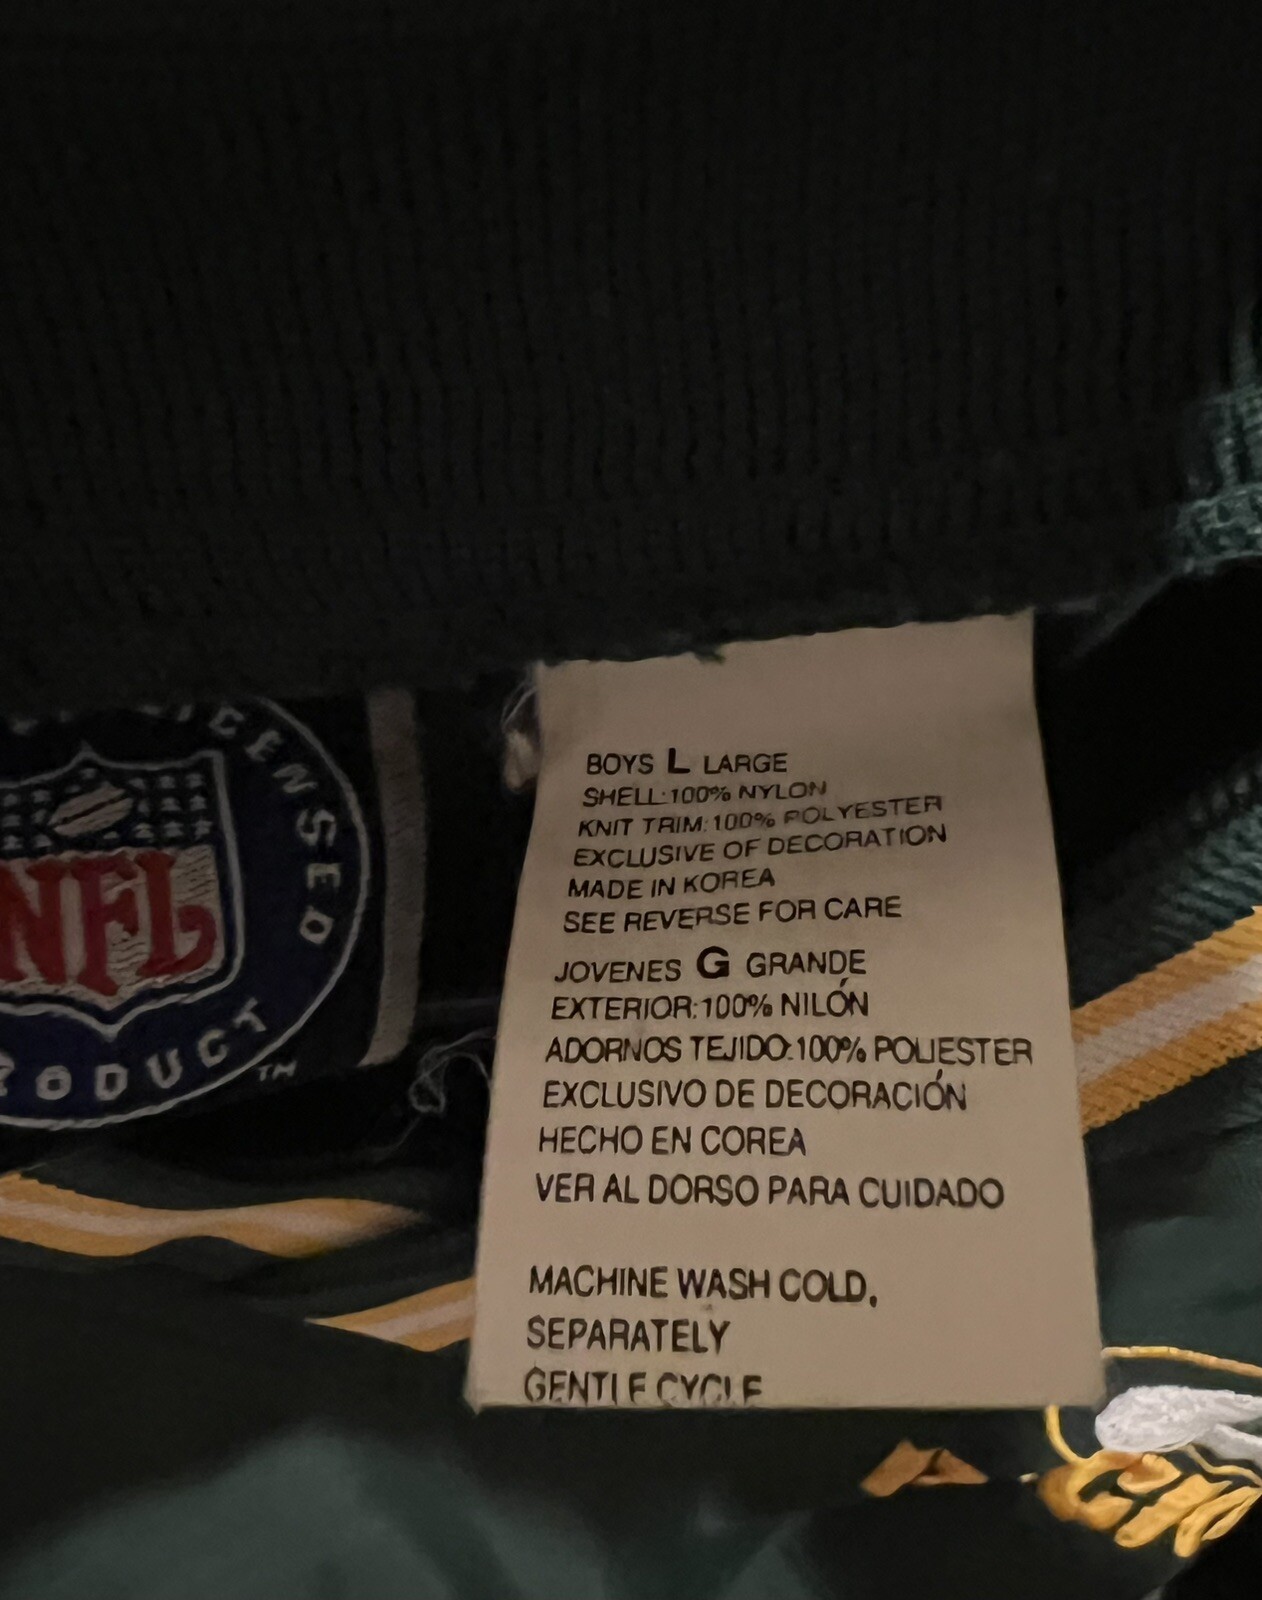 LICENSED
NFL
PRODUCT
TM
BOYS L LARGE
SHELL:100% NYLON
KNIT TRIM:100% POLYESTER
EXCLUSIVE OF DECORATION
MADE IN KOREA
SEE REVERSE FOR CARE
JOVENES G GRANDE
EXTERIOR:100% NILÓN
ADORNOS TEJIDO:100% POLIESTER
EXCLUSIVO DE DECORACIÓN
HECHO EN COREA
VER AL DORSO PARA CUIDADO
MACHINE WASH COLD,
SEPARATELY
GENTLE CYCLE